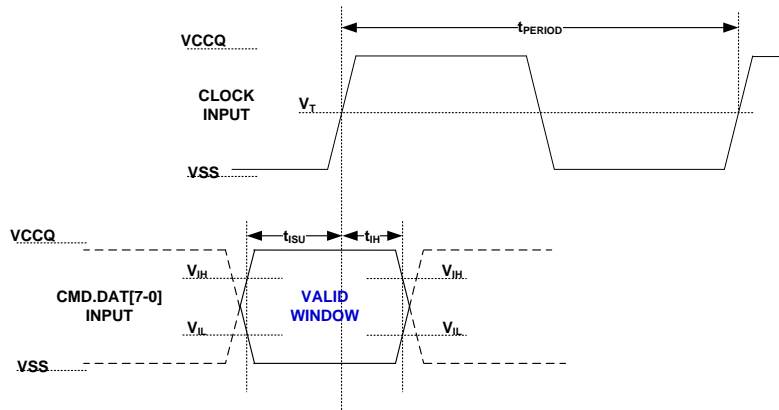 tPERIOD
VCCQ
CLOCK
INPUT
VT
VSS
VCCQ
tISU
tIH
VIH
VIH
CMD.DAT[7-0]
INPUT
VALID
WINDOW
VIL
VIL
VSS